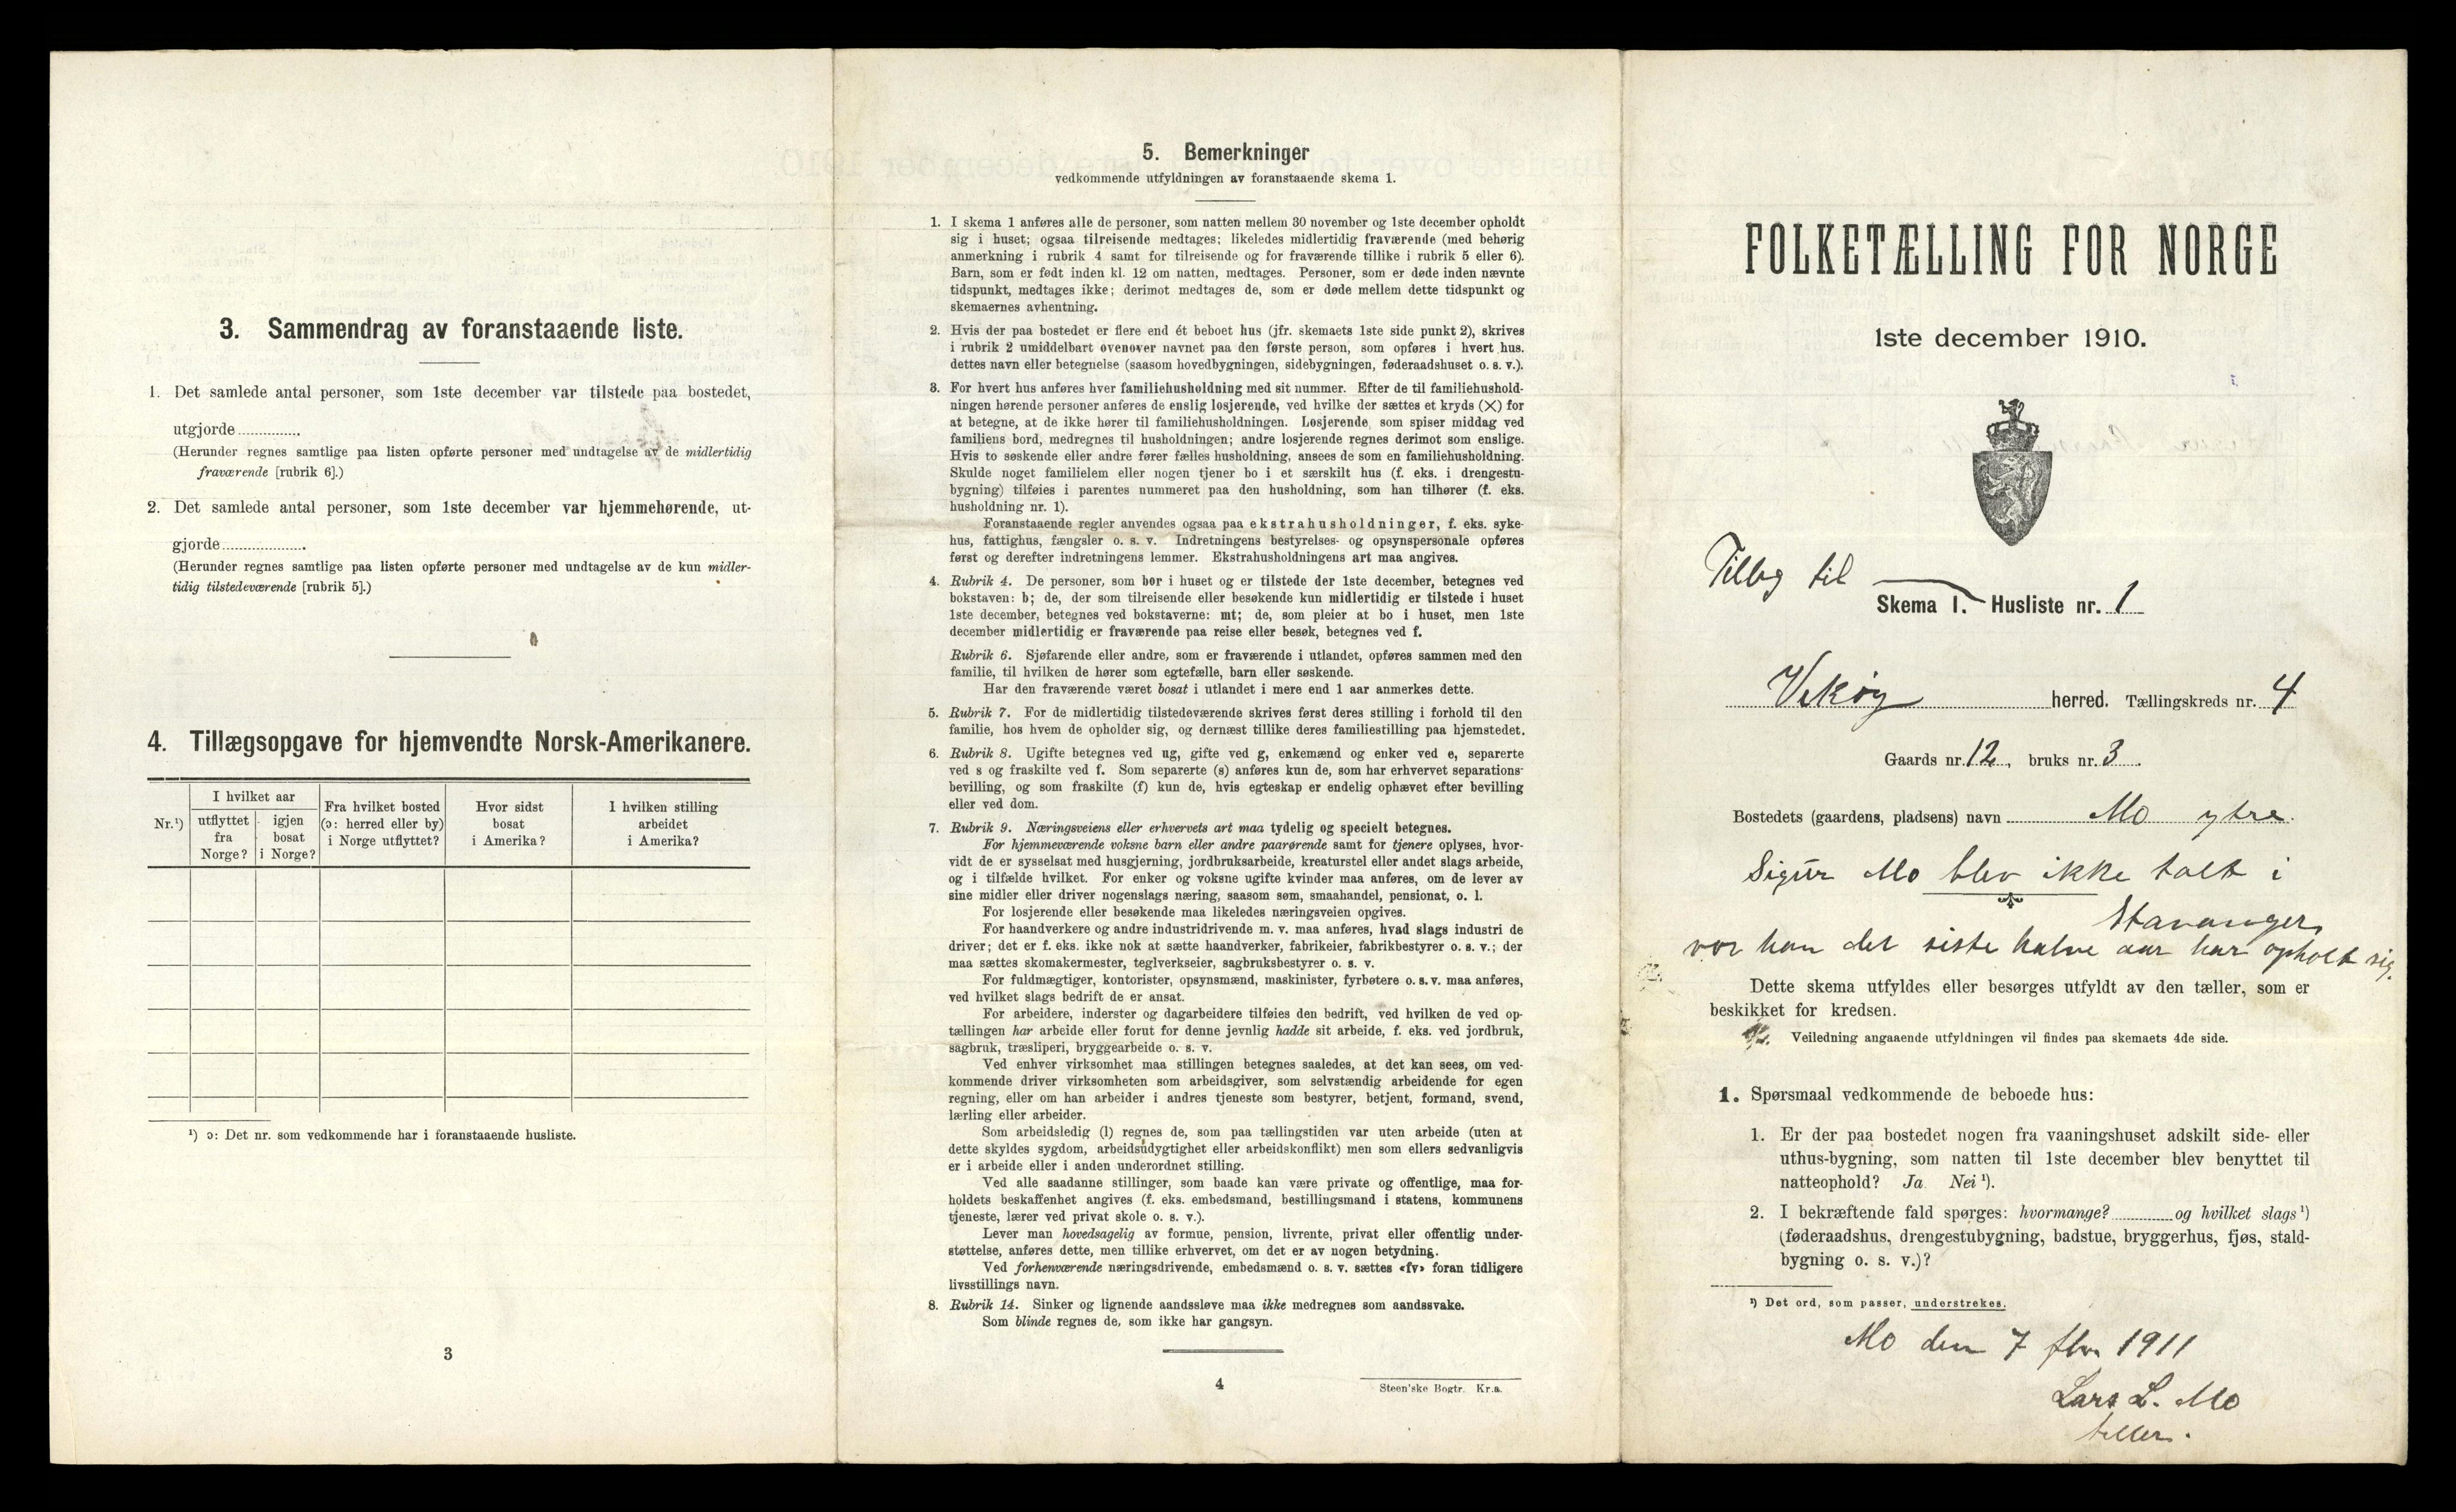 3. Sammendrag av foranstaaende liste.
1. Det samlede antal personer, som 1ste december var tilstede paa bostedet,
utgjorde..............
(Herunder regnes samtlige paa listen opførte personer med undtagelse av de midlertidig
fraværende [rubrik 6].)
2. Det samlede antal personer, som 1ste december var hjemmehørende, ut-
gjorde...................
(Herunder regnes samtlige paa listen opførte personer med undtagelse av de kun midler-
tidig tilstedeværende [rubrik 5].)
4. Tillægsopgave for hjemvendte Norsk-Amerikanere.
Nr.¹)
I hvilket aar
utflyttet fra Norge?
igjen bosat i Norge?
Fra hvilket bosted (ɔ: herred eller by) i Norge utflyttet?
Hvor sidst bosat i Amerika?
I hvilken stilling arbeidet i Amerika?
¹) ɔ: Det nr. som vedkommende har i foranstaaende husliste.
3
5. Bemerkninger
vedkommende utfyldningen av foranstaaende skema 1.
1. I skema 1 anføres alle de personer, som natten mellem 30 november og 1ste december opholdt
sig i huset; ogsaa tilreisende medtages; likeledes midlertidig fraværende (med behørig
anmerkning i rubrik 4 samt for tilreisende og for fraværende tillike i rubrik 5 eller 6).
Barn, som er født inden kl. 12 om natten, medtages. Personer, som er døde inden nævnte
tidspunkt, medtages ikke; derimot medtages de, som er døde mellem dette tidspunkt og
skemaernes avhentning.
2. Hvis der paa bostedet er flere end ét beboet hus (jfr. skemaets 1ste side punkt 2), skrives
i rubrik 2 umiddelbart ovenover navnet paa den første person, som opføres i hvert hus.
dettes navn eller betegnelse (saasom hovedbygningen, sidebygningen, føderaadshuset o. s. v.).
3. For hvert hus anføres hver familiehusholdning med sit nummer. Efter de til familiehushold-
ningen hørende personer anføres de enslig losjerende, ved hvilke der sættes et kryds (×) for
at betegne, at de ikke hører til familiehusholdningen. Losjerende, som spiser middag ved
familiens bord, medregnes til husholdningen; andre losjerende regnes derimot som enslige.
Hvis to søskende eller andre fører fælles husholdning, ansees de som en familiehusholdning.
Skulde noget familielem eller nogen tjener bo i et særskilt hus (f. eks. i drengestu-
bygning) tilføies i parentes nummeret paa den husholdning, som han tilhører (f. eks.
husholdning nr. 1).
Foranstaaende regler anvendes ogsaa paa ekstrahusholdninger, f. eks. syke-
hus, fattighus, fængsler o. s. v. Indretningens bestyrelses- og opsynspersonale opføres
først og derefter indretningens lemmer. Ekstrahusholdningens art maa angives.
4. Rubrik 4. De personer, som bor i huset og er tilstede der 1ste december, betegnes ved
bokstaven: b; de, der som tilreisende eller besøkende kun midlertidig er tilstede i huset
1ste december, betegnes ved bokstaverne: mt; de, som pleier at bo i huset, men 1ste
december midlertidig er fraværende paa reise eller besøk, betegnes ved f.
Rubrik 6. Sjøfarende eller andre, som er fraværende i utlandet, opføres sammen med den
familie, til hvilken de hører som egtefælle, barn eller søskende.
Har den fraværende været bosat i utlandet i mere end 1 aar anmerkes dette.
5. Rubrik 7. For de midlertidig tilstedeværende skrives først deres stilling i forhold til den
familie, hos hvem de opholder sig, og dernæst tillike deres familiestilling paa hjemstedet.
6. Rubrik 8. Ugifte betegnes ved ug, gifte ved g, enkemænd og enker ved e, separerte
ved s og fraskilte ved f. Som separerte (s) anføres kun de, som har erhvervet separations-
bevilling, og som fraskilte (f) kun de, hvis egteskap er endelig ophævet efter bevilling
eller ved dom.
7. Rubrik 9. Næringsveiens eller erhvervets art maa tydelig og specielt betegnes.
For hjemmeværende voksne barn eller andre paarørende samt for tjenere oplyses, hvor-
vidt de er sysselsat med husgjerning, jordbruksarbeide, kreaturstel eller andet slags arbeide,
og i tilfælde hvilket. For enker og voksne ugifte kvinder maa anføres, om de lever av
sine midler eller driver nogenslags næring, saasom søm, smaahandel, pensionat, o. l.
For losjerende eller besøkende maa likeledes næringsveien opgives.
For haandverkere og andre industridrivende m. v. maa anføres, hvad slags industri de
driver; det er f. eks. ikke nok at sætte haandverker, fabrikeier, fabrikbestyrer o. s. v.; der
maa sættes skomakermester, teglverkseier, sagbruksbestyrer o. s. v.
For fuldmægtiger, kontorister, opsynsmænd, maskinister, fyrbøtere o. s. v. maa anføres,
ved hvilket slags bedrift de er ansat.
For arbeidere, inderster og dagarbeidere tilføies den bedrift, ved hvilken de ved op-
tællingen har arbeide eller forut for denne jevnlig hadde sit arbeide, f. eks. ved jordbruk,
sagbruk, træsliperi, bryggearbeide o. s. v.
Ved enhver virksomhet maa stillingen betegnes saaledes, at det kan sees, om ved-
kommende driver virksomheten som arbeidsgiver, som selvstændig arbeidende for egen
regning, eller om han arbeider i andres tjeneste som bestyrer, betjent, formand, svend,
lærling eller arbeider.
Som arbeidsledig (l) regnes de, som paa tællingstiden var uten arbeide (uten at
dette skyldes sygdom, arbeidsudygtighet eller arbeidskonflikt) men som ellers sedvanligvis
er i arbeide eller i anden underordnet stilling.
Ved alle saadanne stillinger, som baade kan være private og offentlige, maa for-
holdets beskaffenhet angives (f. eks. embedsmand, bestillingsmand i statens, kommunens
tjeneste, lærer ved privat skole o. s. v.).
Lever man hovedsagelig av formue, pension, livrente, privat eller offentlig under-
støttelse, anføres dette, men tillike erhvervet, om det er av nogen betydning.
Ved forhenværende næringsdrivende, embedsmænd o. s. v. sættes «fv» foran tidligere
livsstillings navn.
8. Rubrik 14. Sinker og lignende aandssløve maa ikke medregnes som aandssvake.
Som blinde regnes de, som ikke har gangsyn.
4
Steen'ske Bogtr. Kr.a.
FOLKETÆLLING FOR NORGE
1ste december 1910.
Tilleg til
Skema 1. Husliste nr. 1
Vikøy herred. Tællingskreds nr. 4
Gaards nr. 12, bruks nr. 3.
Bostedets (gaardens, pladsens) navn Mo ytre.
Sigur Mo blev ikke talt i
Stavanger
vor han det siste halve aar har opholt sig.
Dette skema utfyldes eller besørges utfyldt av den tæller, som er
beskikket for kredsen.
Veiledning angaaende utfyldningen vil findes paa skemaets 4de side.
1. Spørsmaal vedkommende de beboede hus:
1. Er der paa bostedet nogen fra vaaningshuset adskilt side- eller
uthus-bygning, som natten til 1ste december blev benyttet til
natteophold? Ja Nei ¹).
2. I bekræftende fald spørges: hvormange?..........og hvilket slags ¹)
(føderaadshus, drengestubygning, badstue, bryggerhus, fjøs, stald-
bygning o. s. v.)?
¹) Det ord, som passer, understrekes.
Mo den 7 fbr 1911
Lars L. Mo
teller.